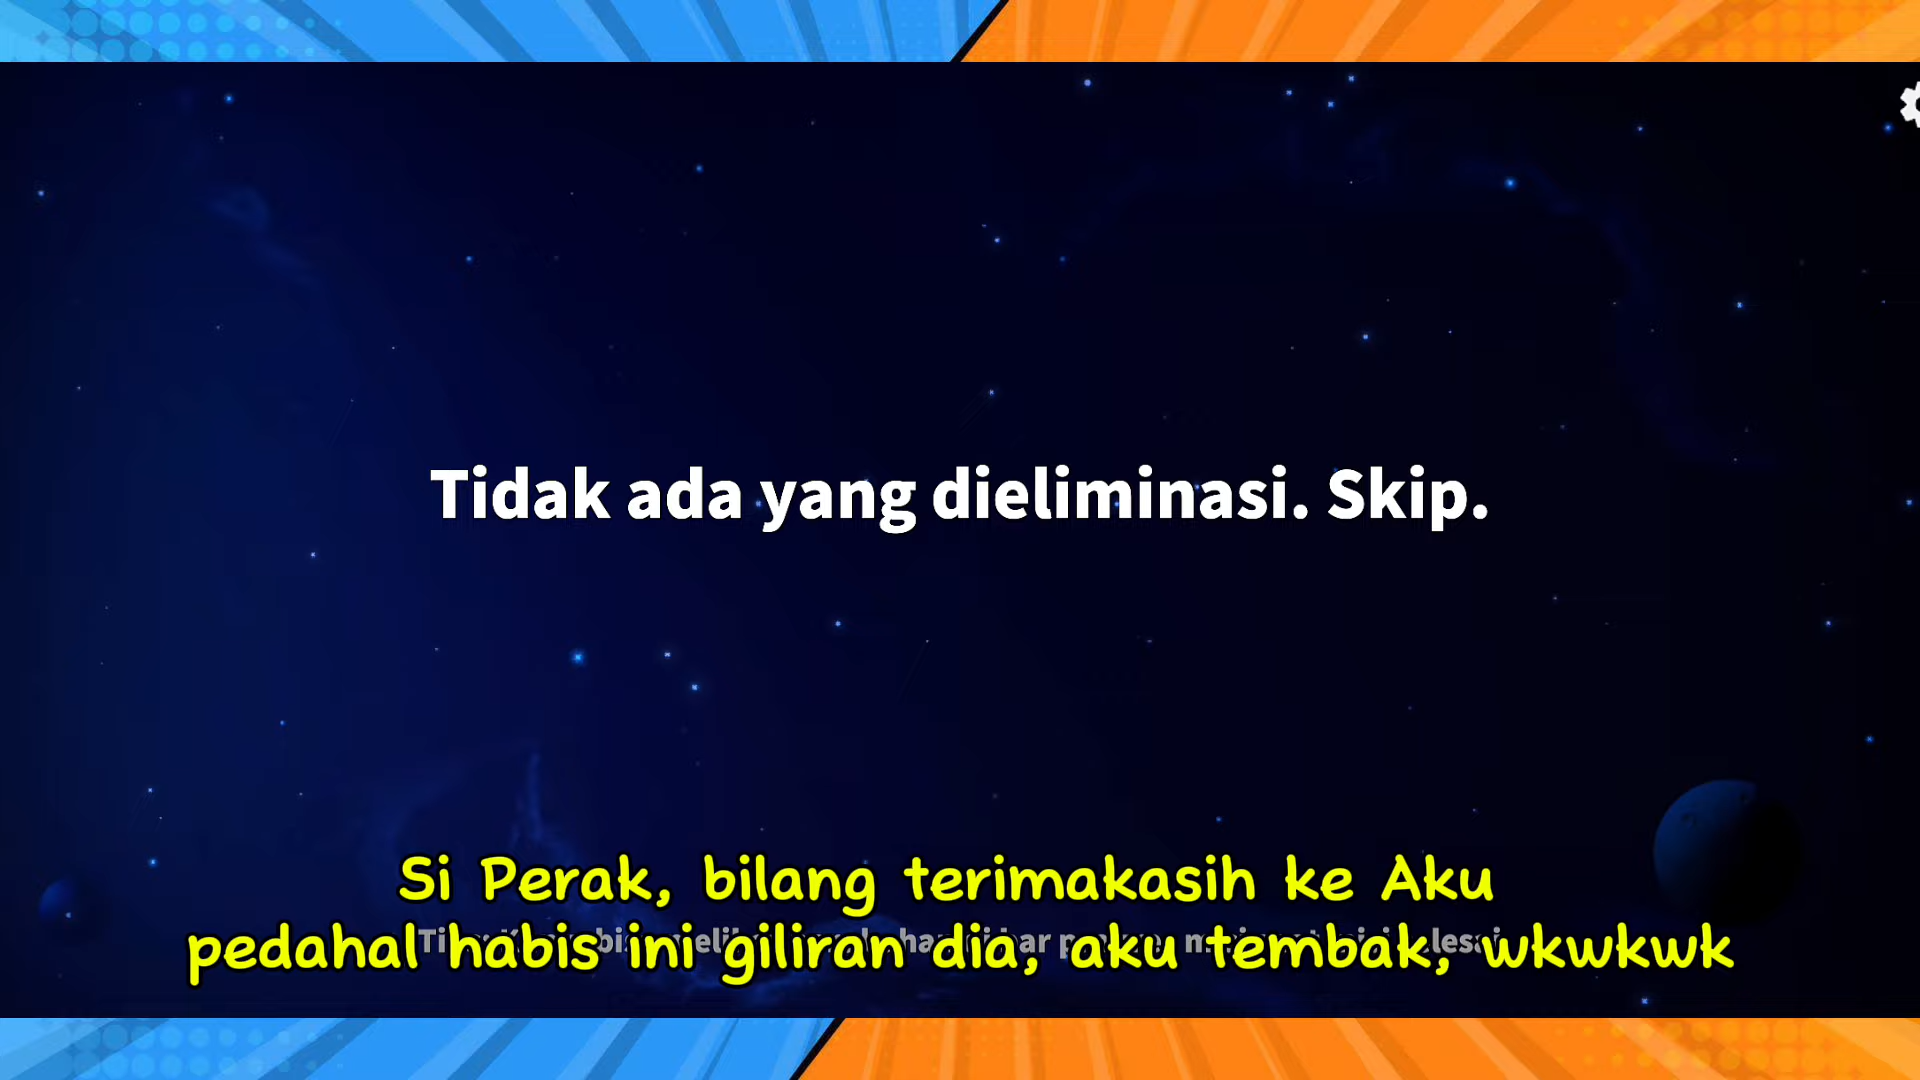 Tidak ada yang dieliminasi. Skip.
Si Perak, bilang terimakasih ke Aku
pedahal habis ini giliran dia, aku tembak, wkwkwk